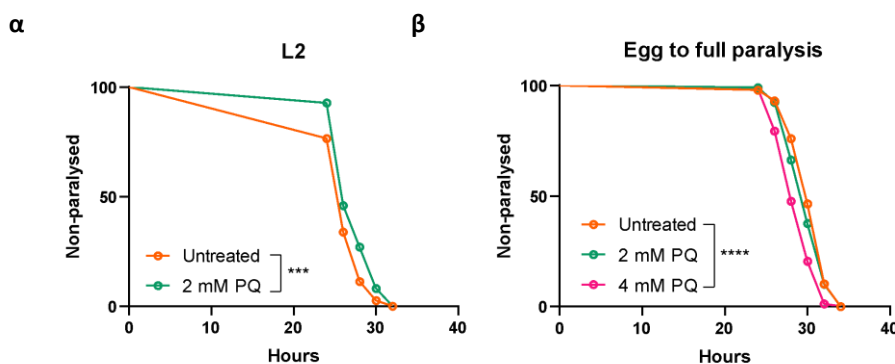 α
L2
Non-paralysed
100
50
0
Untreated
2 mM PQ
***
0
10
20
30
40
Hours
β
Egg to full paralysis
Non-paralysed
100
50
0
Untreated
2 mM PQ
4 mM PQ
****
0
10
20
30
40
Hours